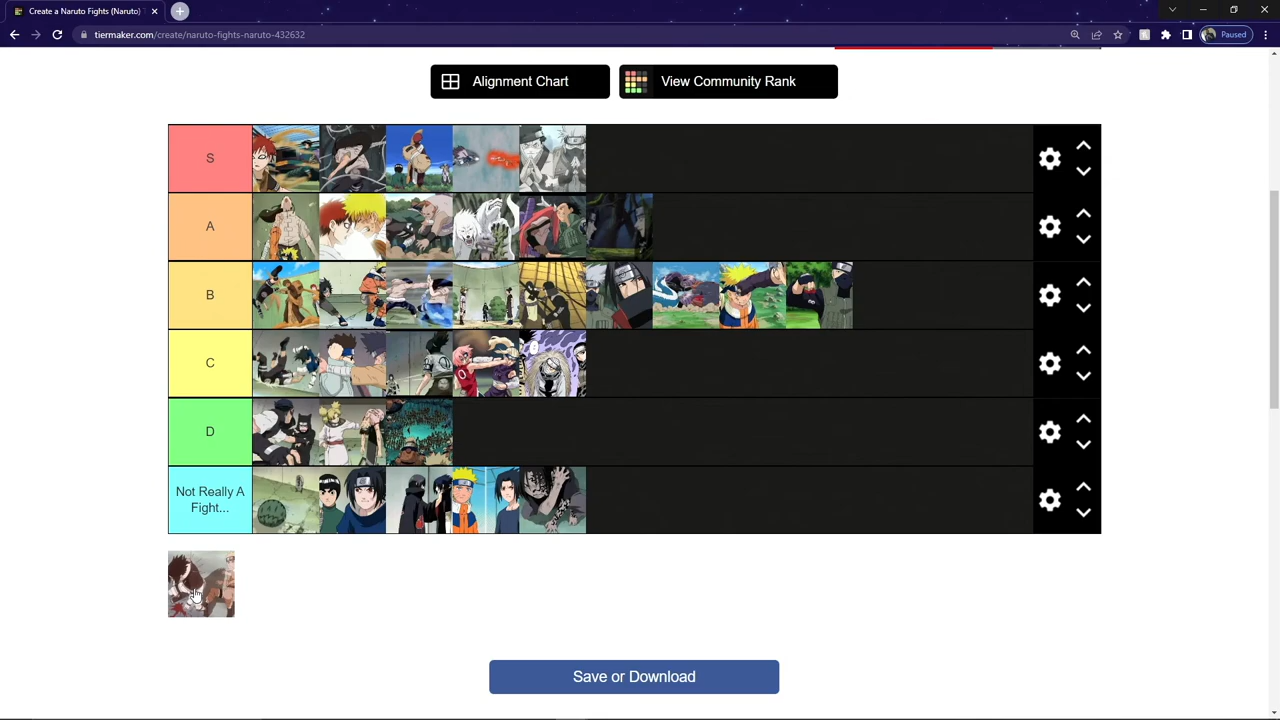 Create a Naruto Fights (Naruto) T
tiermaker.com/create/naruto-fights-naruto-432632
Paused
Alignment Chart
View Community Rank
S
A
B
C
D
Not Really A
Fight...
Save or Download